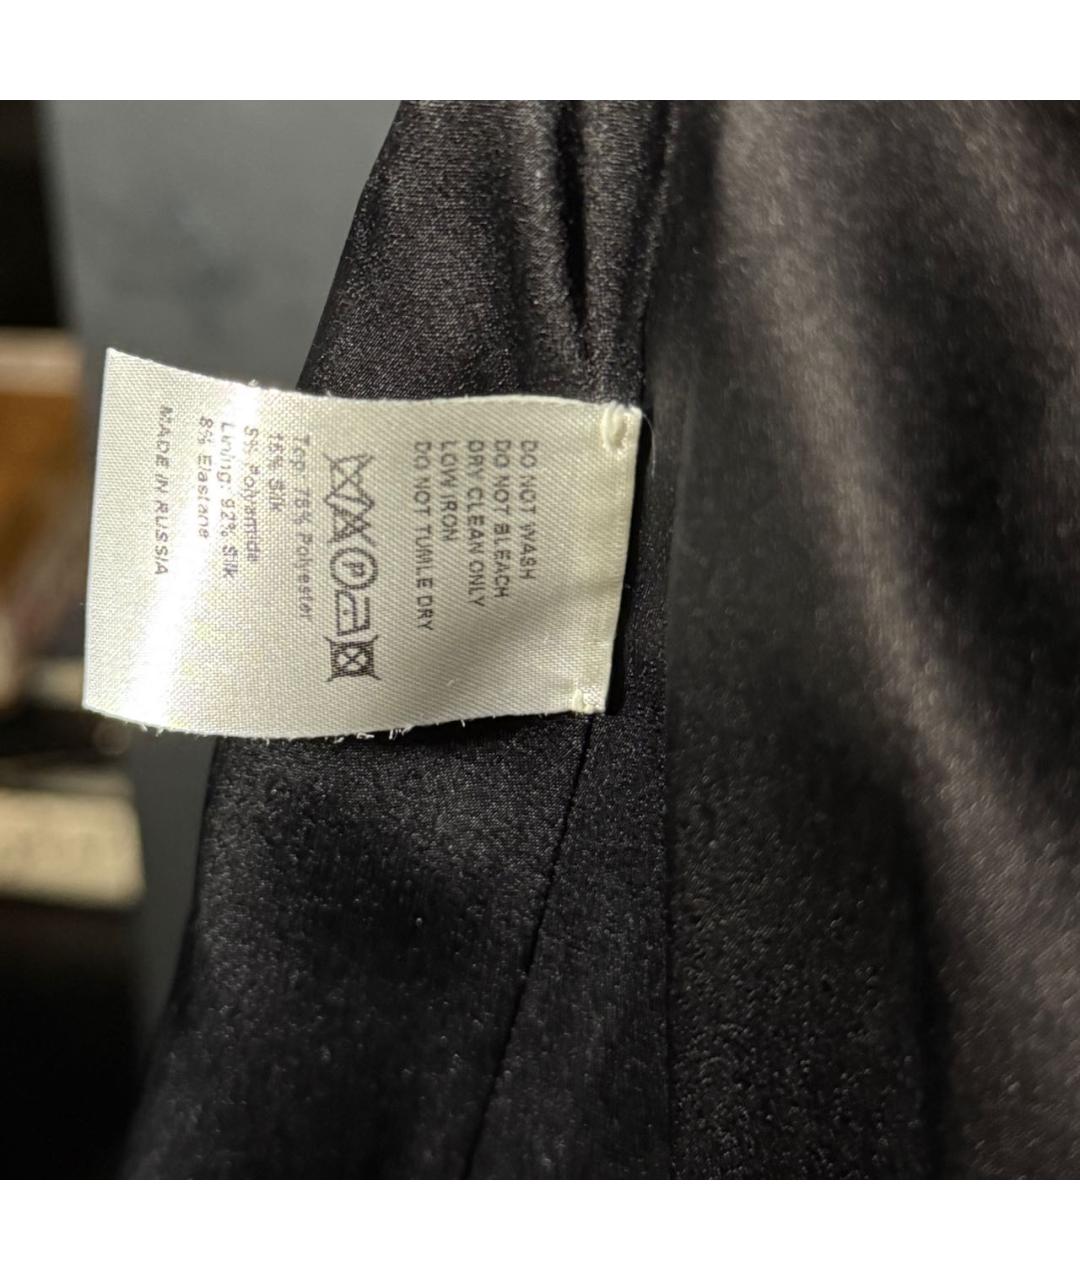 DO NOT WASH
DO NOT BLEACH
DRY CLEAN ONLY
LOW IRON
DO NOT TUMLE DRY
P
Top: 75% Polyester
15% Silk
5% Polyamide
Lining: 92% Silk
8% Elastane
MADE IN RUSSIA